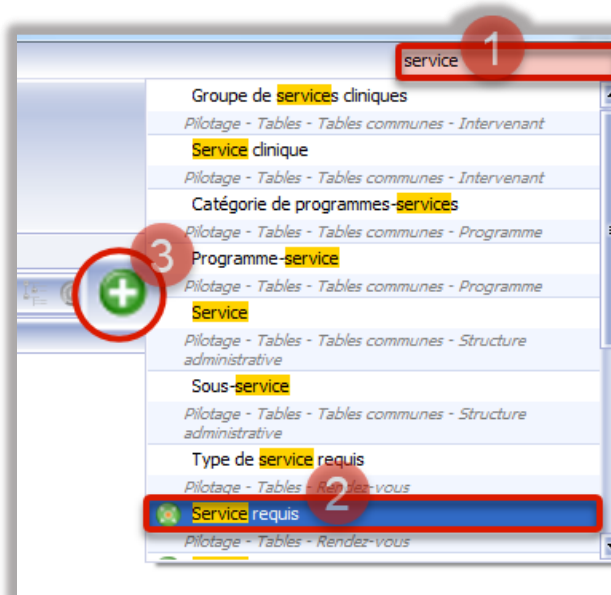 service
1
Groupe de services cliniques
Pilotage - Tables - Tables communes - Intervenant
Service clinique
Pilotage - Tables - Tables communes - Intervenant
Catégorie de programmes-services
Pilotage - Tables - Tables communes - Programme
3
Programme-service
Pilotage - Tables - Tables communes - Programme
Service
Pilotage - Tables - Tables communes - Structure
administrative
Sous-service
Pilotage - Tables - Tables communes - Structure
administrative
Type de service requis
Pilotage - Tables - Rendez-vous
2
Service requis
Pilotage - Tables - Rendez-vous